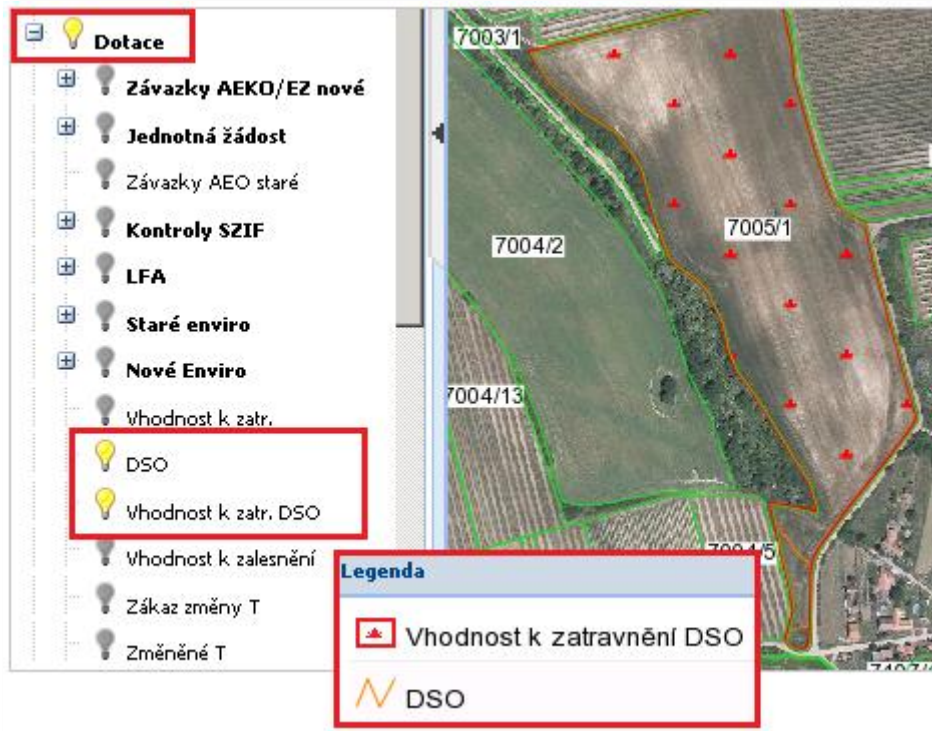 Dotace
Závazky AEKO/EZ nové
Jednotná žádost
Závazky AEO staré
Kontroly SZIF
LFA
Staré enviro
Nové Enviro
Vhodnost k zatr.
DSO
Vhodnost k zatr. DSO
Vhodnost k zalesnění
Zákaz změny T
Změněné T
7003/1
7004/2
7005/1
7004/13
Legenda
Vhodnost k zatravnění DSO
DSO